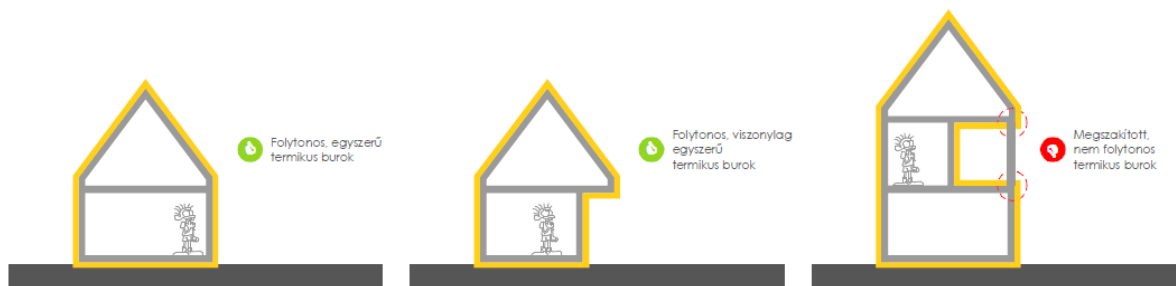 Folytonos, egyszerű
termikus burok
Folytonos, viszonylag
egyszerű
termikus burok
Megszakított,
nem folytonos
termikus burok